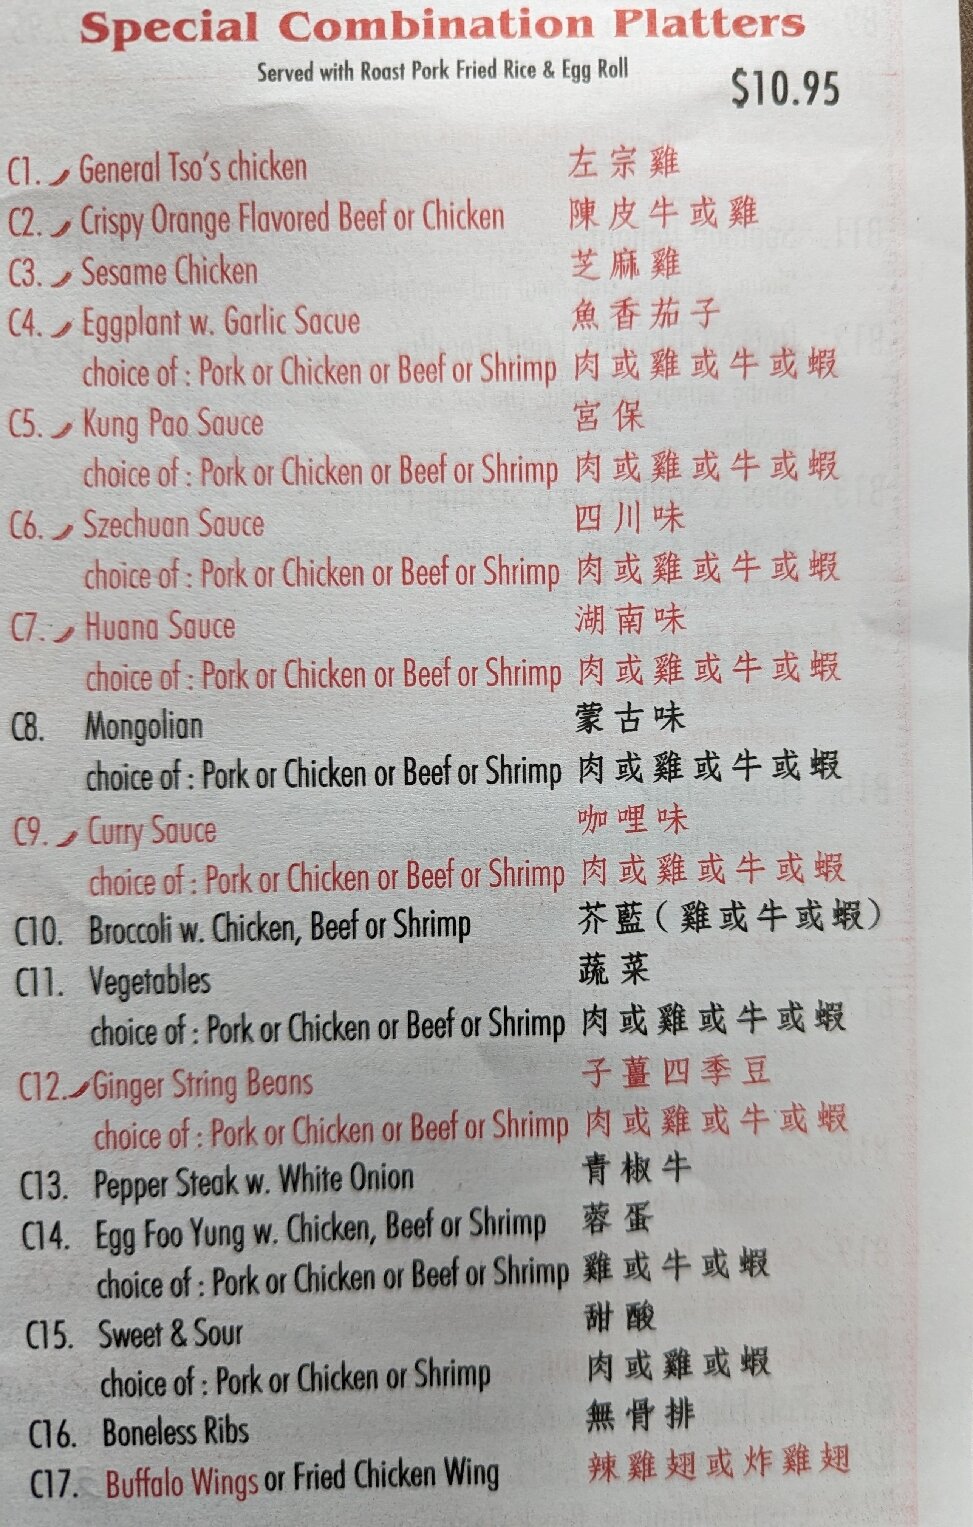 Special Combination Platters
Served with Roast Pork Fried Rice & Egg Roll
$10.95
C1. General Tso's chicken 左宗雞
C2. Crispy Orange Flavored Beef or Chicken 陳皮牛或雞
C3. Sesame Chicken 芝麻雞
C4. Eggplant w. Garlic Sacue 魚香茄子
choice of : Pork or Chicken or Beef or Shrimp 肉或雞或牛或蝦
C5. Kung Pao Sauce 宮保
choice of : Pork or Chicken or Beef or Shrimp 肉或雞或牛或蝦
C6. Szechuan Sauce 四川味
choice of : Pork or Chicken or Beef or Shrimp 肉或雞或牛或蝦
C7. Huana Sauce 湖南味
choice of : Pork or Chicken or Beef or Shrimp 肉或雞或牛或蝦
C8. Mongolian 蒙古味
choice of : Pork or Chicken or Beef or Shrimp 肉或雞或牛或蝦
C9. Curry Sauce 咖哩味
choice of : Pork or Chicken or Beef or Shrimp 肉或雞或牛或蝦
C10. Broccoli w. Chicken, Beef or Shrimp 芥藍(雞或牛或蝦)
C11. Vegetables 蔬菜
choice of : Pork or Chicken or Beef or Shrimp 肉或雞或牛或蝦
C12. Ginger String Beans 子薑四季豆
choice of : Pork or Chicken or Beef or Shrimp 肉或雞或牛或蝦
C13. Pepper Steak w. White Onion 青椒牛
C14. Egg Foo Yung w. Chicken, Beef or Shrimp 蓉蛋
choice of : Pork or Chicken or Beef or Shrimp 雞或牛或蝦
C15. Sweet & Sour 甜酸
choice of : Pork or Chicken or Shrimp 肉或雞或蝦
C16. Boneless Ribs 無骨排
C17. Buffalo Wings or Fried Chicken Wing 辣雞翅或炸雞翅